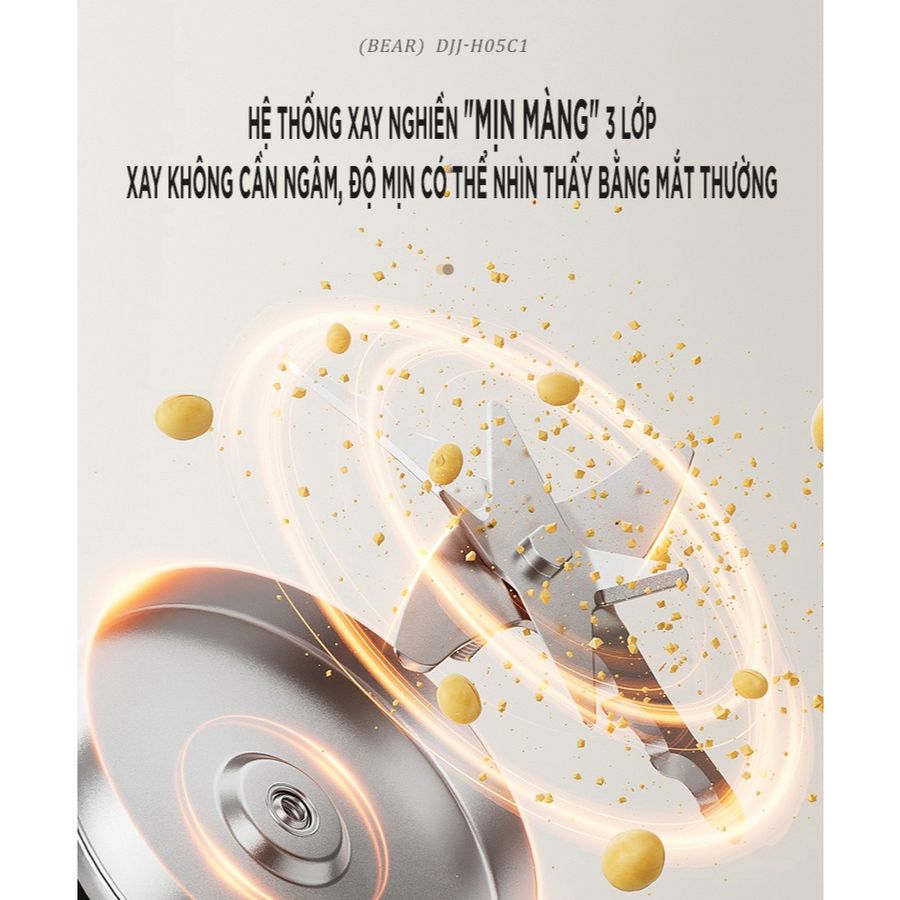 (BEAR) DJJ-H05C1
HỆ THỐNG XAY NGHIỀN "MỊN MÀNG" 3 LỚP
XAY KHÔNG CẦN NGÂM, ĐỘ MỊN CÓ THỂ NHÌN THẤY BẰNG MẮT THƯỜNG